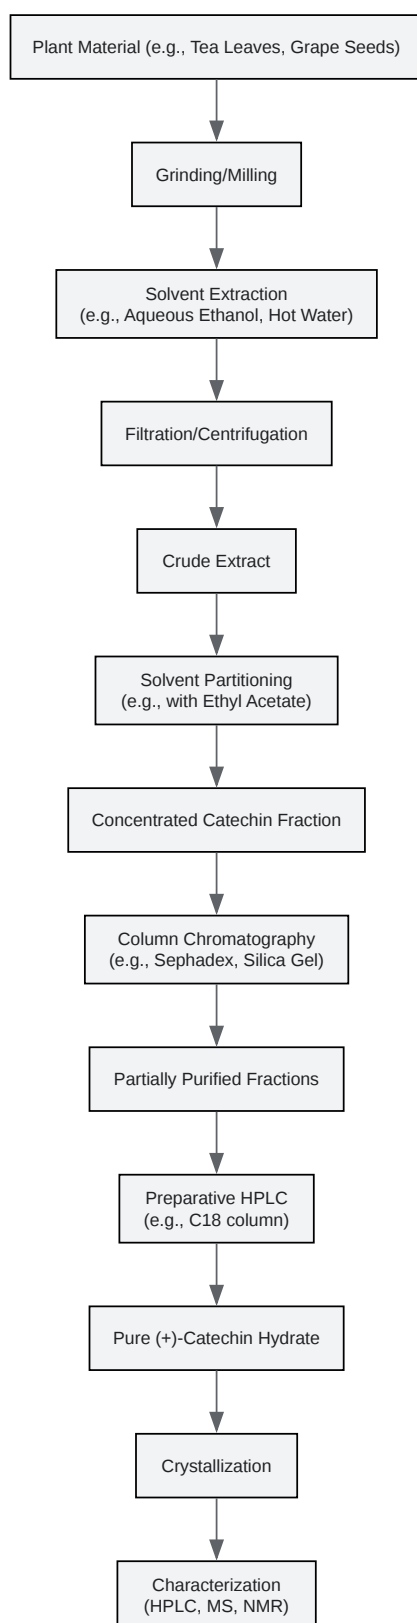 Plant Material (e.g., Tea Leaves, Grape Seeds)
Grinding/Milling
Solvent Extraction
(e.g., Aqueous Ethanol, Hot Water)
Filtration/Centrifugation
Crude Extract
Solvent Partitioning
(e.g., with Ethyl Acetate)
Concentrated Catechin Fraction
Column Chromatography
(e.g., Sephadex, Silica Gel)
Partially Purified Fractions
Preparative HPLC
(e.g., C18 column)
Pure (+)-Catechin Hydrate
Crystallization
Characterization
(HPLC, MS, NMR)